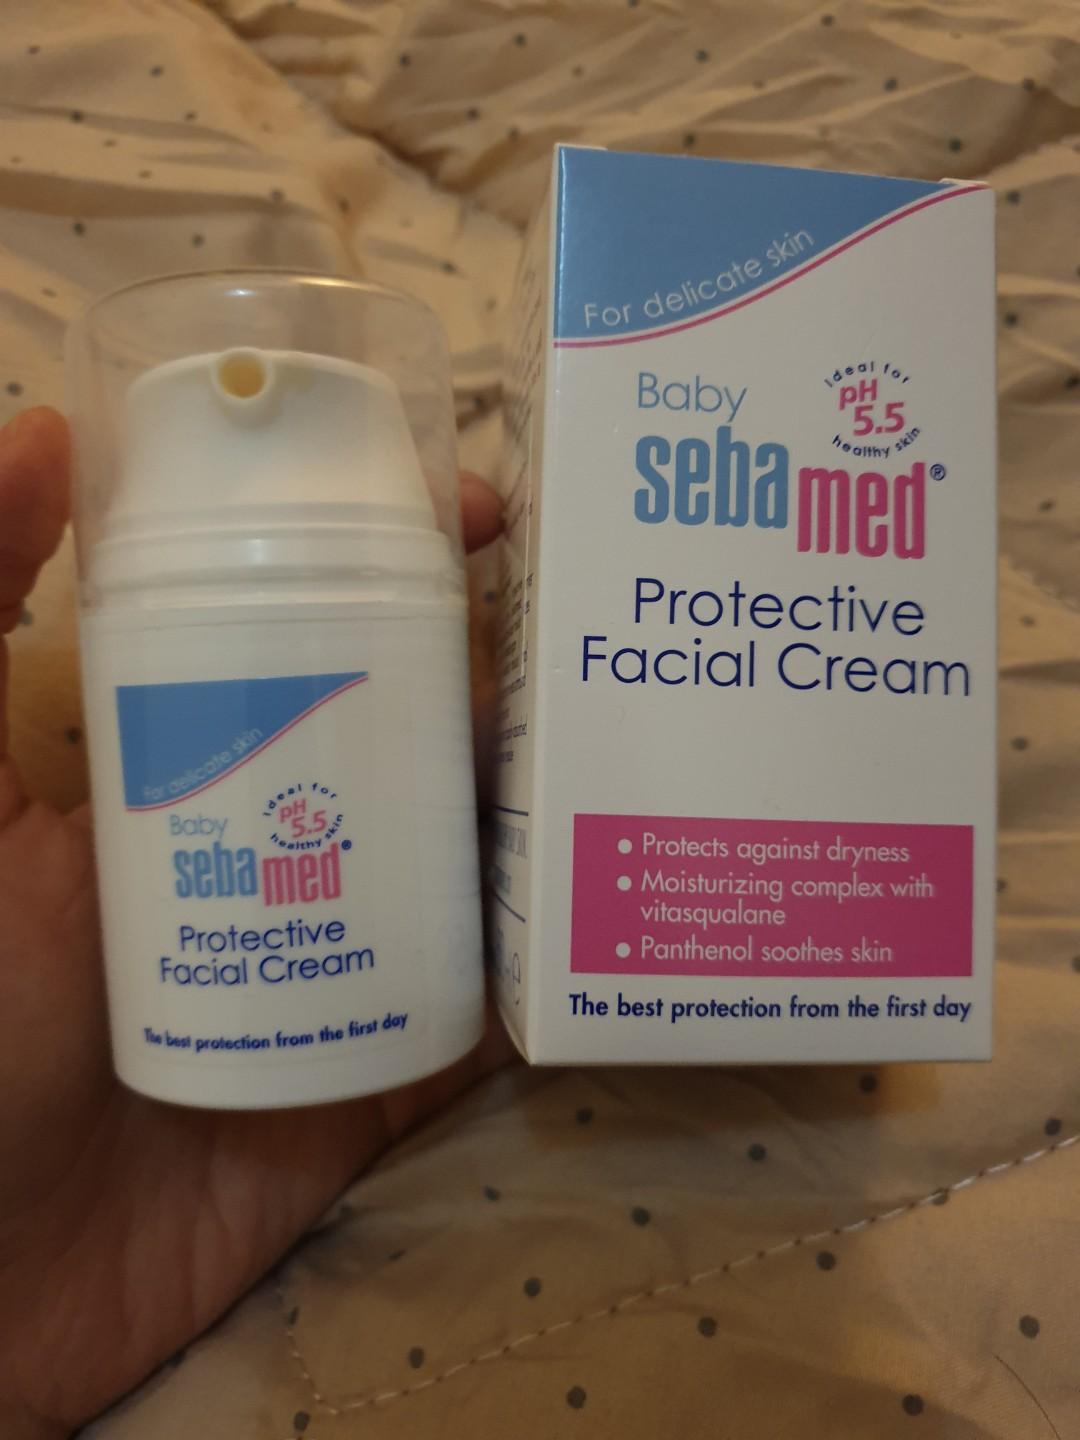 For delicate skin
Baby
sebamed®
Ideal for
pH
5.5
healthy skin
Protective
Facial Cream
The best protection from the first day
For delicate skin
Baby
sebamed®
Ideal for
pH
5.5
healthy skin
Protective
Facial Cream
• Protects against dryness
• Moisturizing complex with
vitasqualane
• Panthenol soothes skin
The best protection from the first day